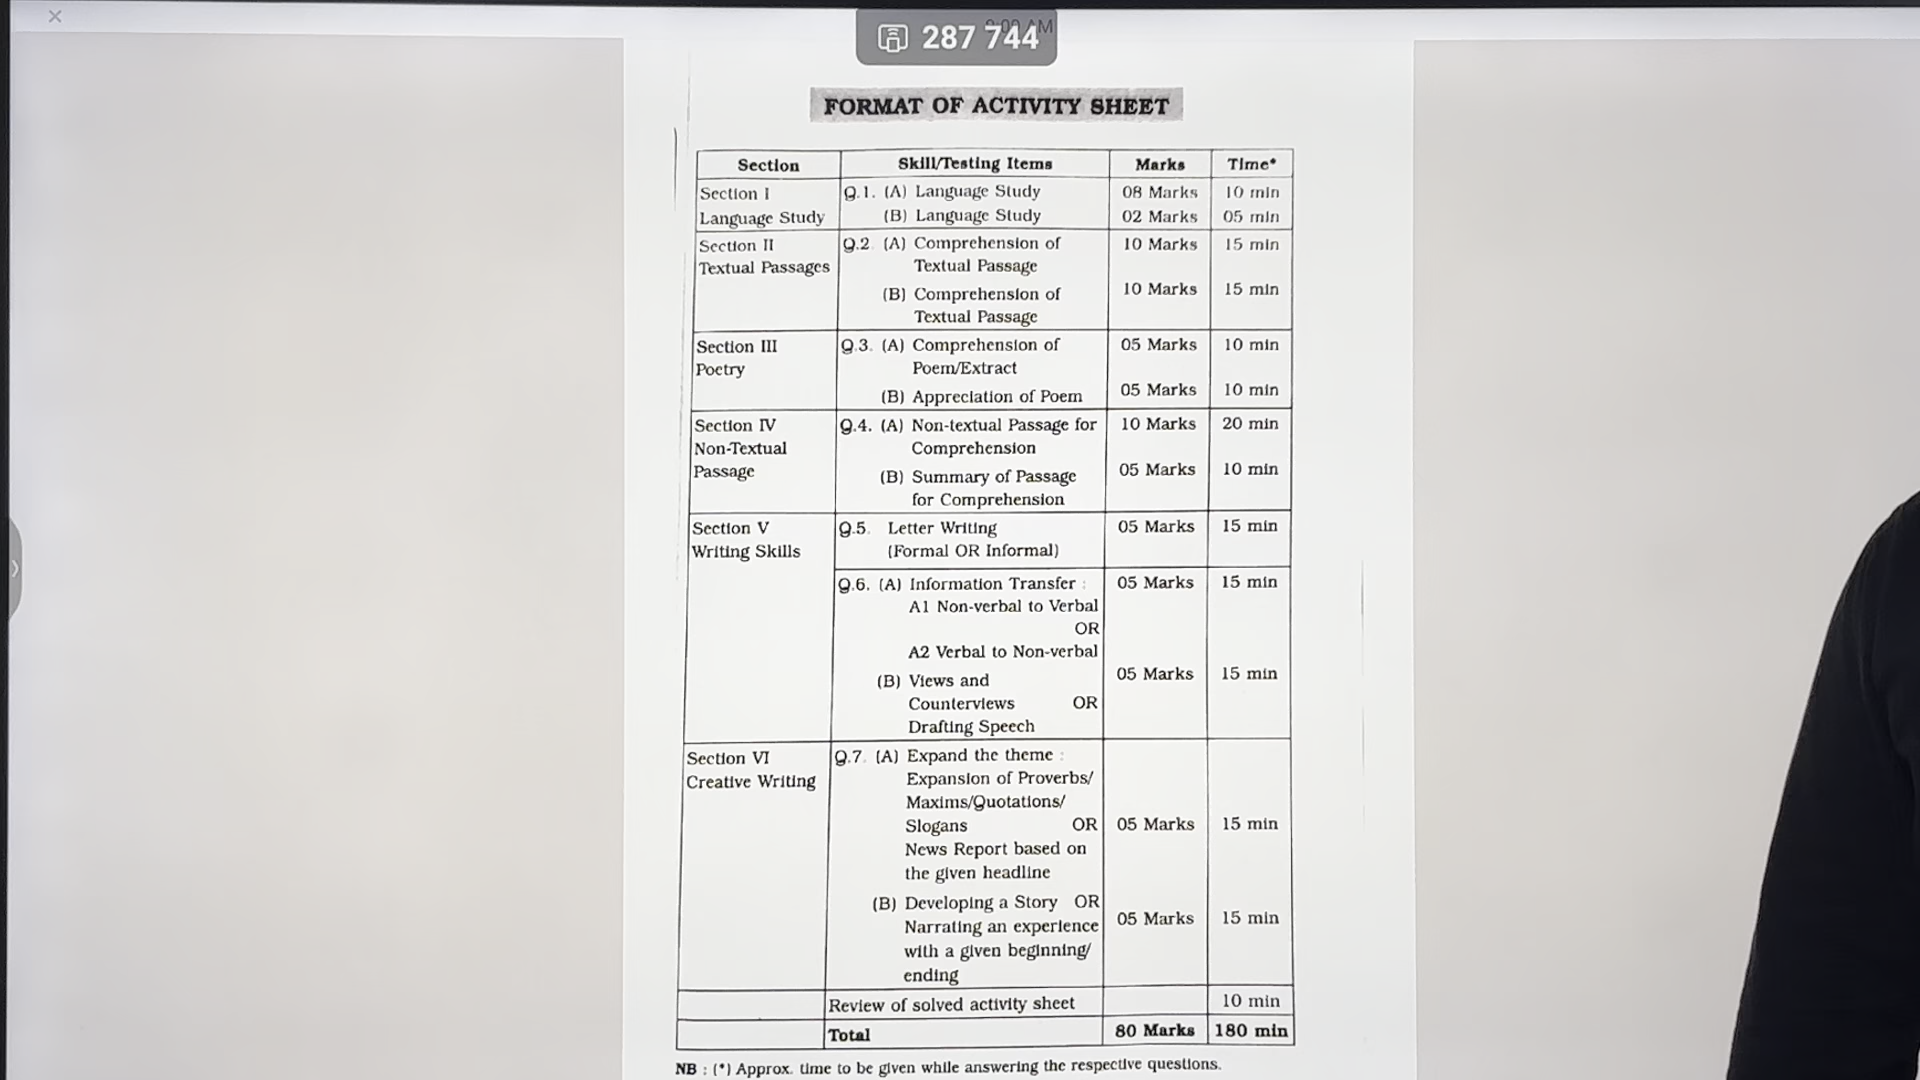 287 744
9:00 AM
FORMAT OF ACTIVITY SHEET
Section Skill/Testing Items Marks Time*
Section I Q.1. (A) Language Study 08 Marks 10 min
Language Study (B) Language Study 02 Marks 05 min
Section II Q.2. (A) Comprehension of 10 Marks 15 min
Textual Passages Textual Passage
(B) Comprehension of 10 Marks 15 min
Textual Passage
Section III Q.3. (A) Comprehension of 05 Marks 10 min
Poetry Poem/Extract
(B) Appreciation of Poem 05 Marks 10 min
Section IV Q.4. (A) Non-textual Passage for 10 Marks 20 min
Non-Textual Comprehension
Passage (B) Summary of Passage 05 Marks 10 min
for Comprehension
Section V Q.5. Letter Writing 05 Marks 15 min
Writing Skills (Formal OR Informal)
Q.6. (A) Information Transfer : 05 Marks 15 min
A1 Non-verbal to Verbal
OR
A2 Verbal to Non-verbal
(B) Views and 05 Marks 15 min
Counterviews OR
Drafting Speech
Section VI Q.7. (A) Expand the theme :
Creative Writing Expansion of Proverbs/
Maxims/Quotations/
Slogans OR 05 Marks 15 min
News Report based on
the given headline
(B) Developing a Story OR 05 Marks 15 min
Narrating an experience
with a given beginning/
ending
Review of solved activity sheet 10 min
Total 80 Marks 180 min
NB : (*) Approx. time to be given while answering the respective questions.